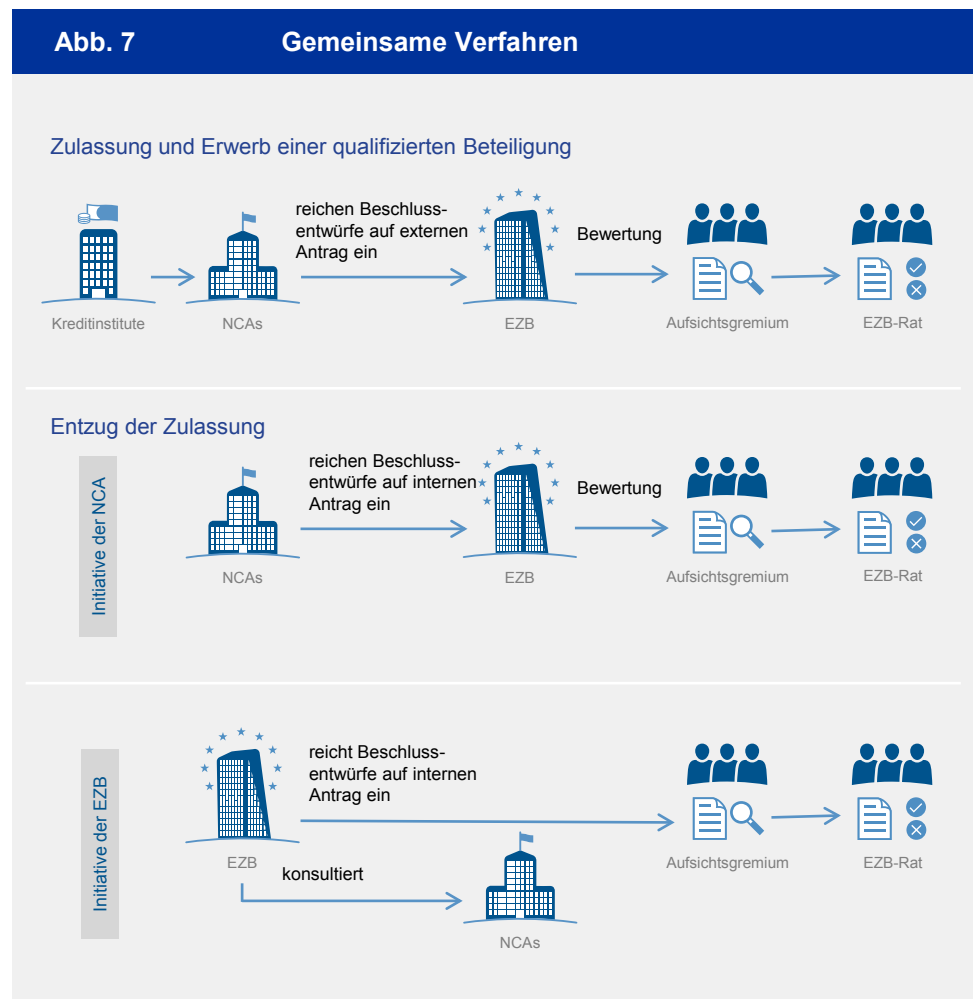 Abb. 7 Gemeinsame Verfahren
Zulassung und Erwerb einer qualifizierten Beteiligung
reichen Beschluss-
entwürfe auf externen
Antrag ein
Bewertung
Kreditinstitute
NCAs
EZB
Aufsichtsgremium
EZB-Rat
Entzug der Zulassung
Initiative der NCA
reichen Beschluss-
entwürfe auf internen
Antrag ein
Bewertung
NCAs
EZB
Aufsichtsgremium
EZB-Rat
Initiative der EZB
reicht Beschluss-
entwürfe auf internen
Antrag ein
EZB
konsultiert
NCAs
Aufsichtsgremium
EZB-Rat